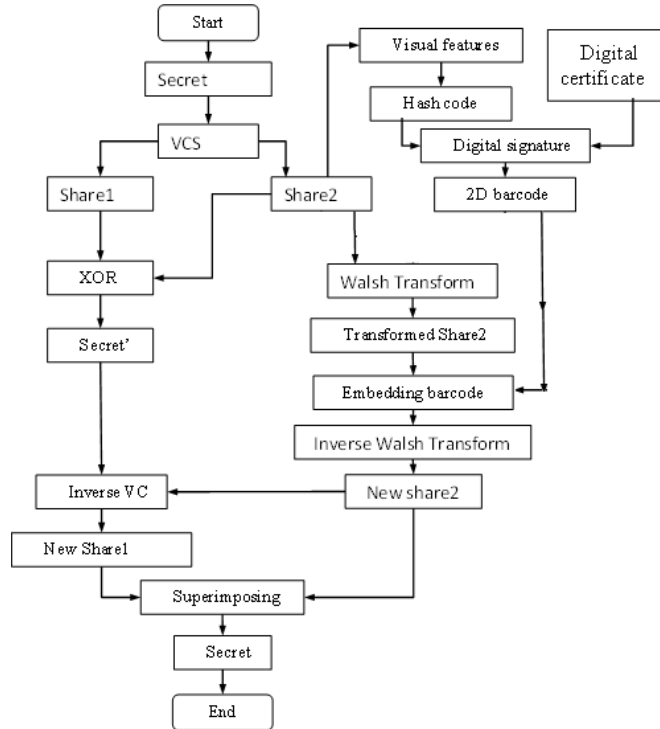 Start
Visual features
Digital
certificate
Secret
Hash code
VCS
Digital signature
Share1
Share2
2D barcode
XOR
Walsh Transform
Secret'
Transformed Share2
Embedding barcode
Inverse Walsh Transform
Inverse VC
New share2
New Share1
Superimposing
Secret
End